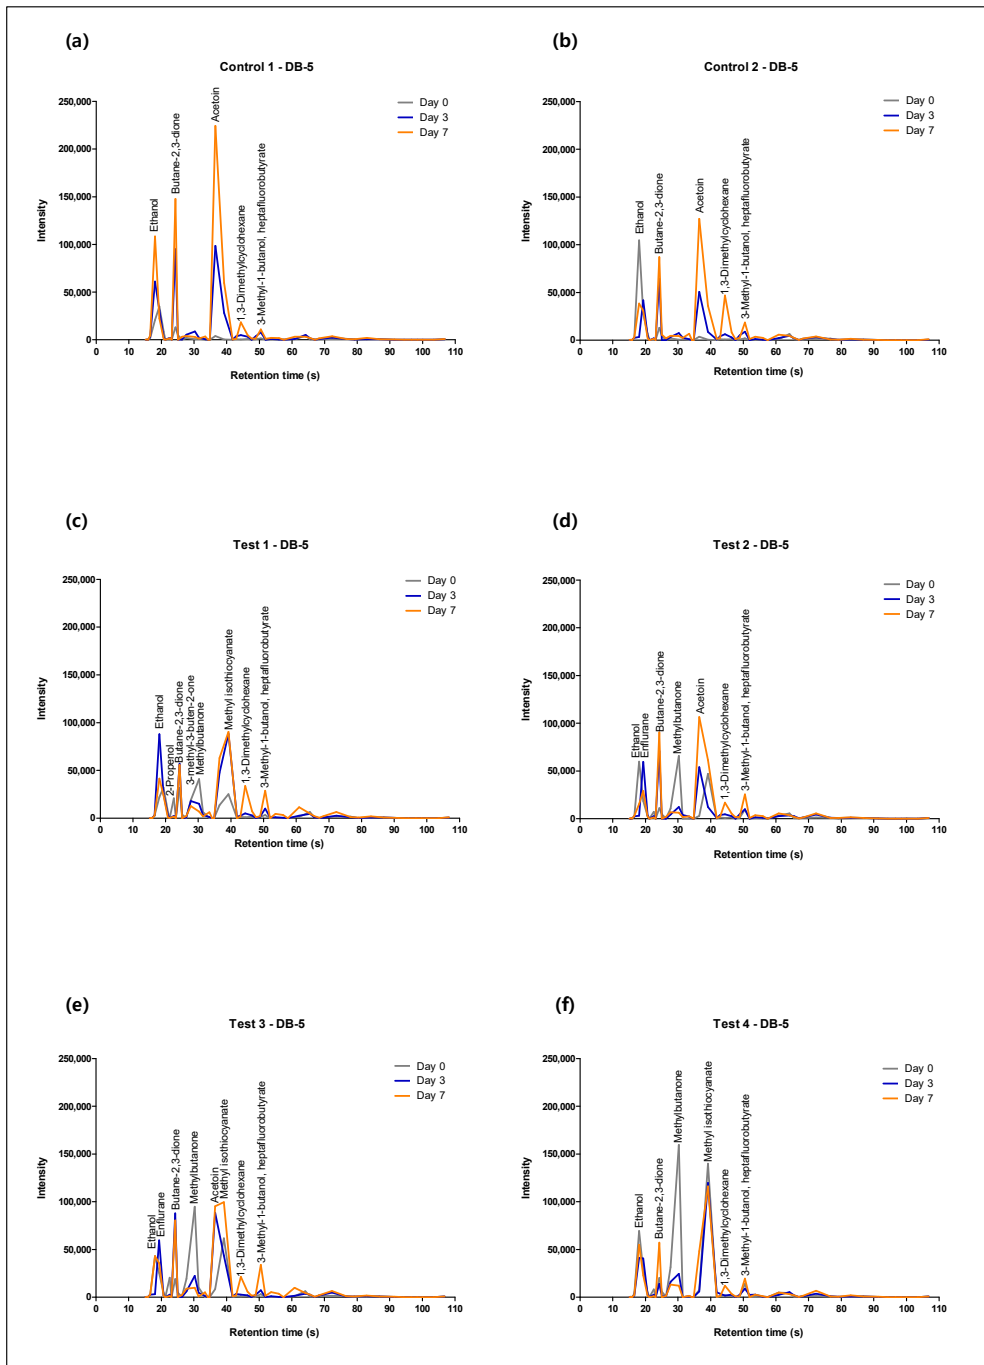 (a)
Control 1 - DB-5
Day 0
Day 3
Day 7
Ethanol
Butane-2,3-dione
Acetoin
1,3-Dimethylcyclohexane
3-Methyl-1-butanol, heptafluorobutyrate
Intensity
250,000
200,000
150,000
100,000
50,000
0
0 10 20 30 40 50 60 70 80 90 100 110
Retention time (s)
(b)
Control 2 - DB-5
Day 0
Day 3
Day 7
Ethanol
Butane-2,3-dione
Acetoin
1,3-Dimethylcyclohexane
3-Methyl-1-butanol, heptafluorobutyrate
Intensity
250,000
200,000
150,000
100,000
50,000
0
0 10 20 30 40 50 60 70 80 90 100 110
Retention time (s)
(c)
Test 1 - DB-5
Day 0
Day 3
Day 7
Ethanol
2-Propenol
Butane-2,3-dione
3-methyl-3-buten-2-one
Methylbutanone
Methyl isothiocyanate
1,3-Dimethylcyclohexane
3-Methyl-1-butanol, heptafluorobutyrate
Intensity
250,000
200,000
150,000
100,000
50,000
0
0 10 20 30 40 50 60 70 80 90 100 110
Retention time (s)
(d)
Test 2 - DB-5
Day 0
Day 3
Day 7
Ethanol
Enflurane
Butane-2,3-dione
Methylbutanone
Acetoin
1,3-Dimethylcyclohexane
3-Methyl-1-butanol, heptafluorobutyrate
Intensity
250,000
200,000
150,000
100,000
50,000
0
0 10 20 30 40 50 60 70 80 90 100 110
Retention time (s)
(e)
Test 3 - DB-5
Day 0
Day 3
Day 7
Ethanol
Enflurane
Butane-2,3-dione
Methylbutanone
Acetoin
Methyl isothiocyanate
1,3-Dimethylcyclohexane
3-Methyl-1-butanol, heptafluorobutyrate
Intensity
250,000
200,000
150,000
100,000
50,000
0
0 10 20 30 40 50 60 70 80 90 100 110
Retention time (s)
(f)
Test 4 - DB-5
Day 0
Day 3
Day 7
Ethanol
Butane-2,3-dione
Methylbutanone
Methyl isothiocyanate
1,3-Dimethylcyclohexane
3-Methyl-1-butanol, heptafluorobutyrate
Intensity
250,000
200,000
150,000
100,000
50,000
0
0 10 20 30 40 50 60 70 80 90 100 110
Retention time (s)